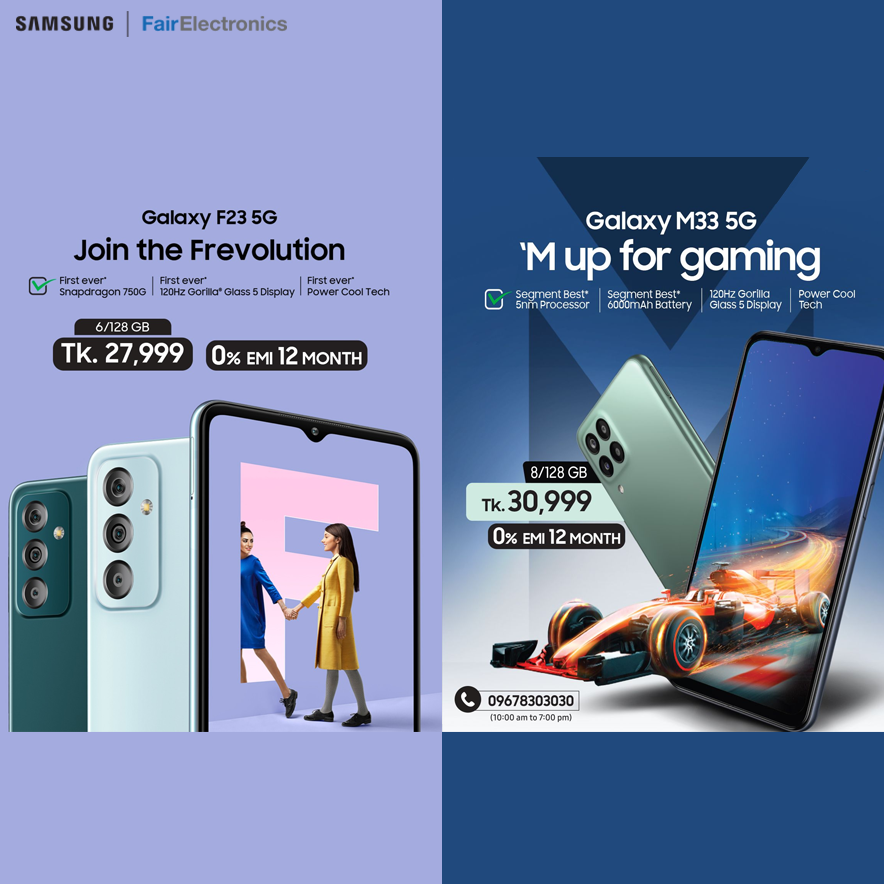 SAMSUNG | FairElectronics
Galaxy F23 5G
Join the Frevolution
First ever*
Snapdragon 750G
First ever*
120Hz Gorilla® Glass 5 Display
First ever*
Power Cool Tech
6/128 GB
Tk. 27,999
0% EMI 12 MONTH
Galaxy M33 5G
‘M up for gaming
Segment Best*
5nm Processor
Segment Best*
6000mAh Battery
120Hz Gorilla
Glass 5 Display
Power Cool
Tech
8/128 GB
Tk. 30,999
0% EMI 12 MONTH
09678303030
(10:00 am to 7:00 pm)